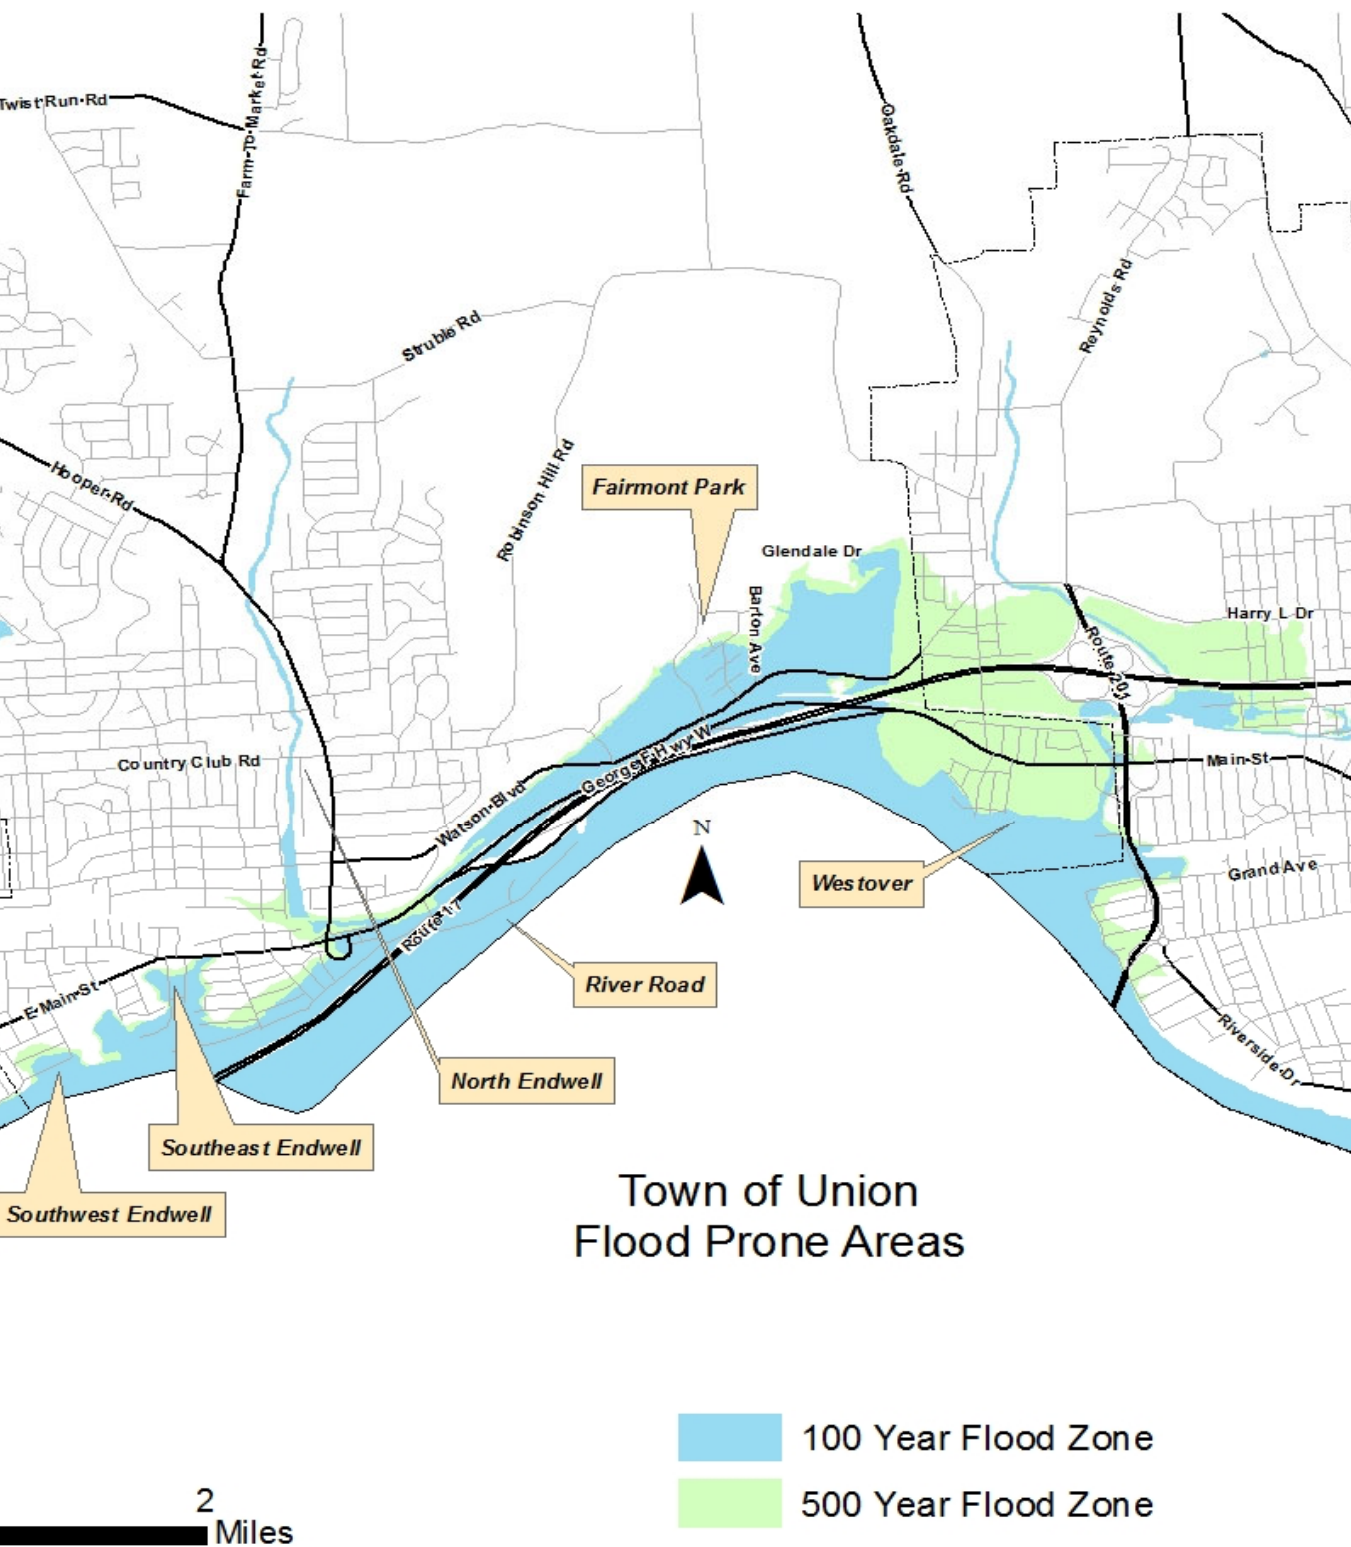 Twist Run Rd
Farm To Market Rd
Oakdale Rd
Reynolds Rd
Struble Rd
Hooper Rd
Robinson Hill Rd
Fairmont Park
Glendale Dr
Barton Ave
Harry L Dr
Route 201
Country Club Rd
George F Hwy W
Main St
Watson Blvd
N
Grand Ave
Westover
Route 17
River Road
E Main St
Riverside Dr
North Endwell
Southeast Endwell
Southwest Endwell
Town of Union
Flood Prone Areas
100 Year Flood Zone
500 Year Flood Zone
2
Miles